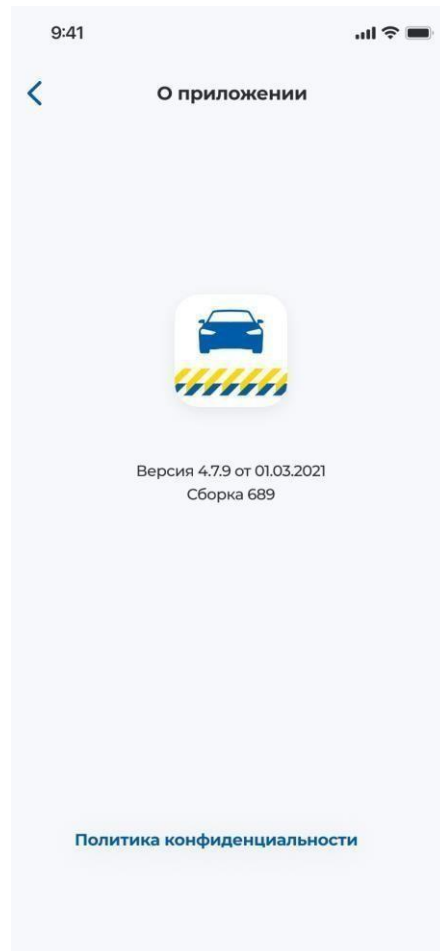 9:41
О приложении
Версия 4.7.9 от 01.03.2021
Сборка 689
Политика конфиденциальности